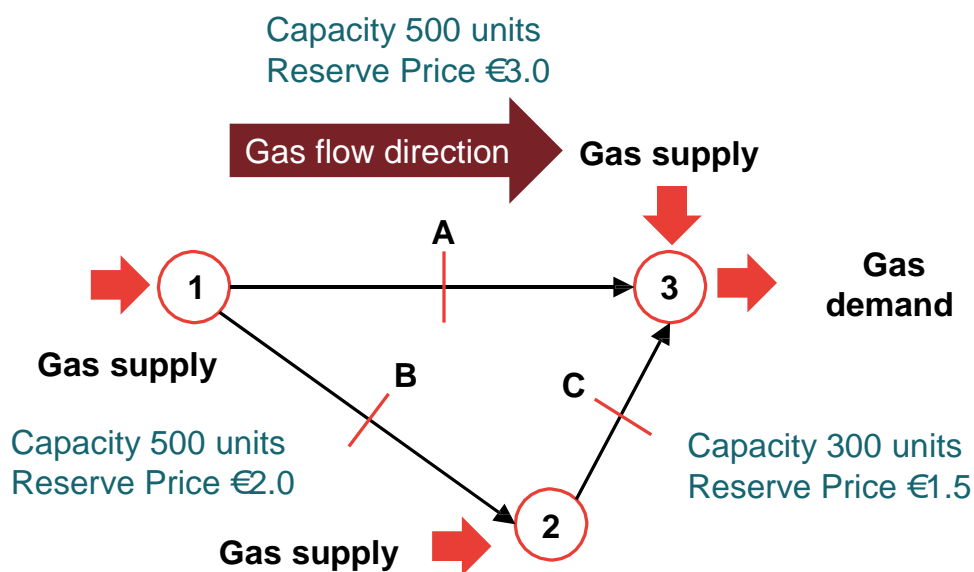 Capacity 500 units
Reserve Price €3.0
Gas flow direction
Gas supply
A
1
3
Gas
demand
Gas supply
B
C
Capacity 500 units
Reserve Price €2.0
Capacity 300 units
Reserve Price €1.5
2
Gas supply